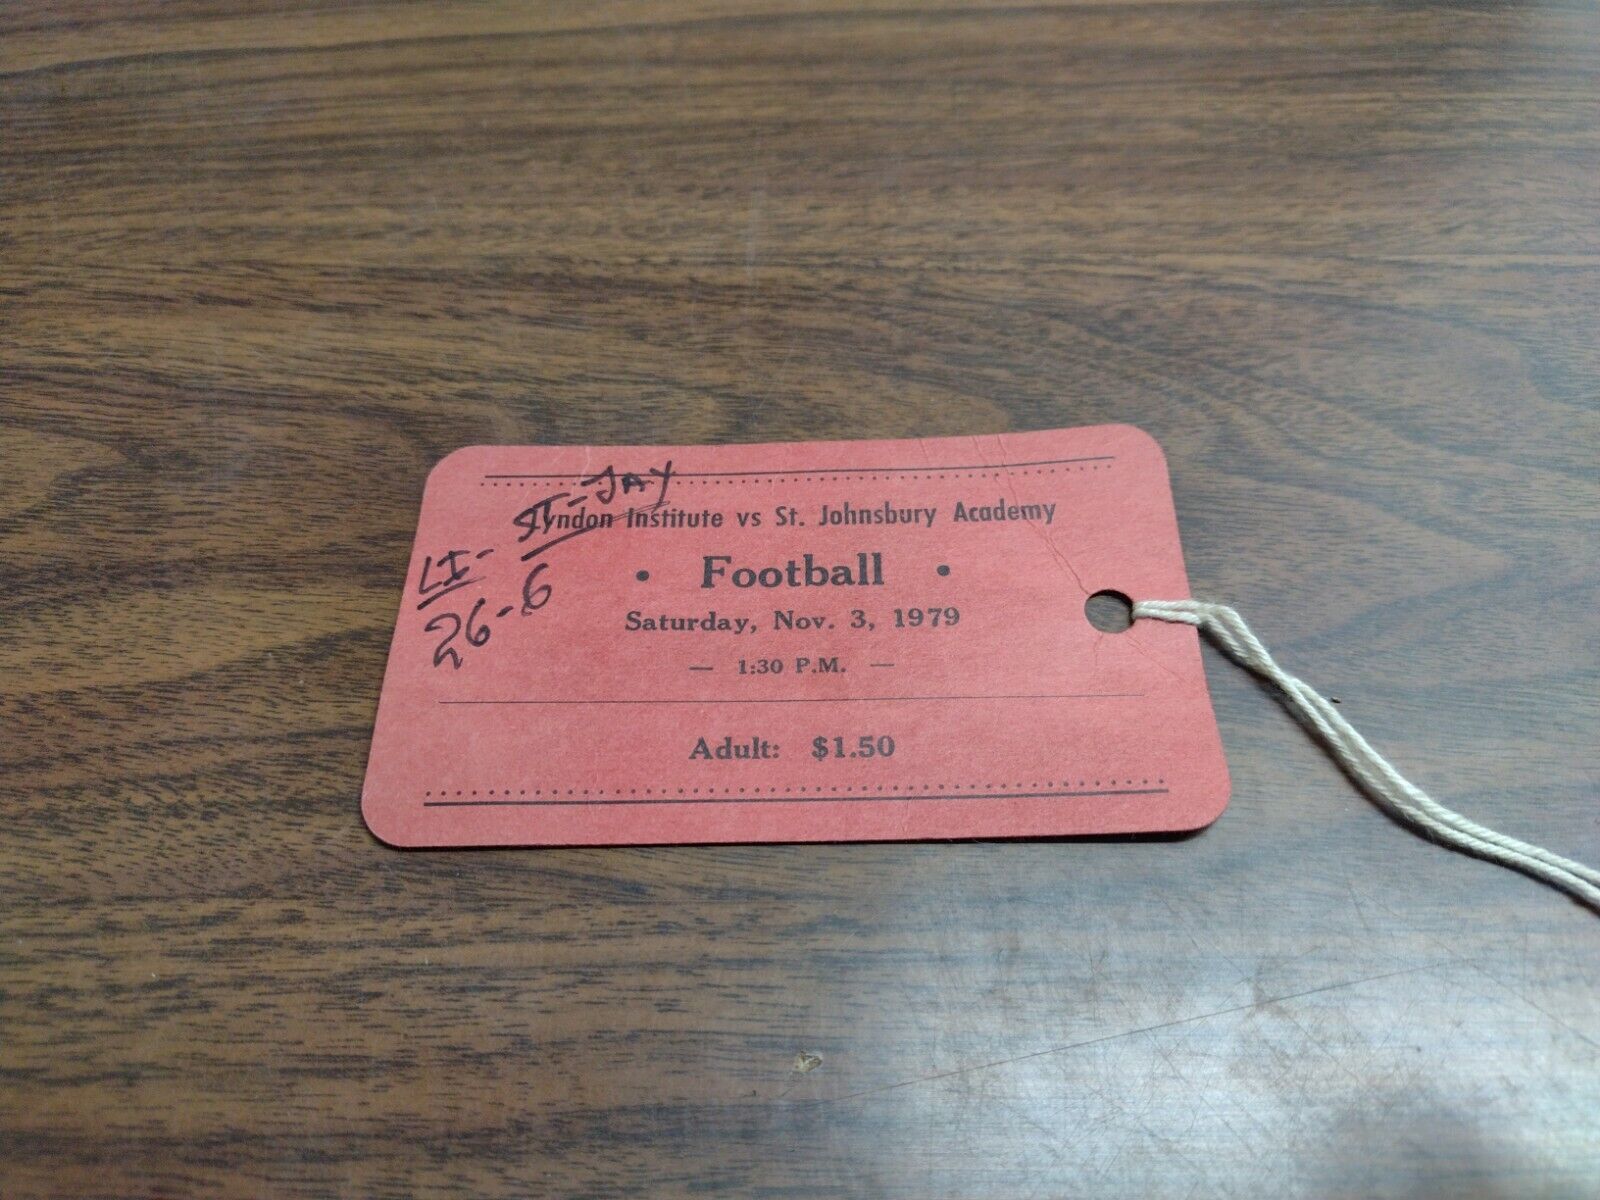 Lyndon Institute vs St. Johnsbury Academy
• Football •
Saturday, Nov. 3, 1979
— 1:30 P.M. —
Adult: $1.50
LI- ST-JAY
26-6